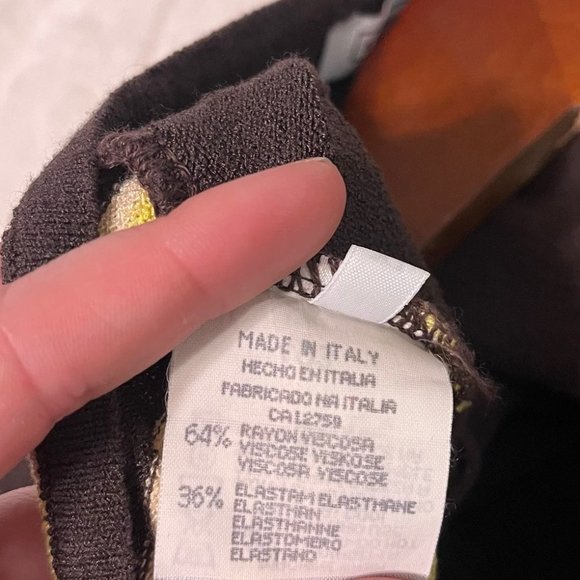 MADE IN ITALY
HECHO EN ITALIA
FABRICADO NA ITALIA
CA 12759
64% RAYON VISCOSA
VISCOSE VISKOSE
VISCOSA VISCOSE
36% ELASTAM ELASTHANE
ELASTHAN
ELASTHANNE
ELASTOMERO
ELASTANO